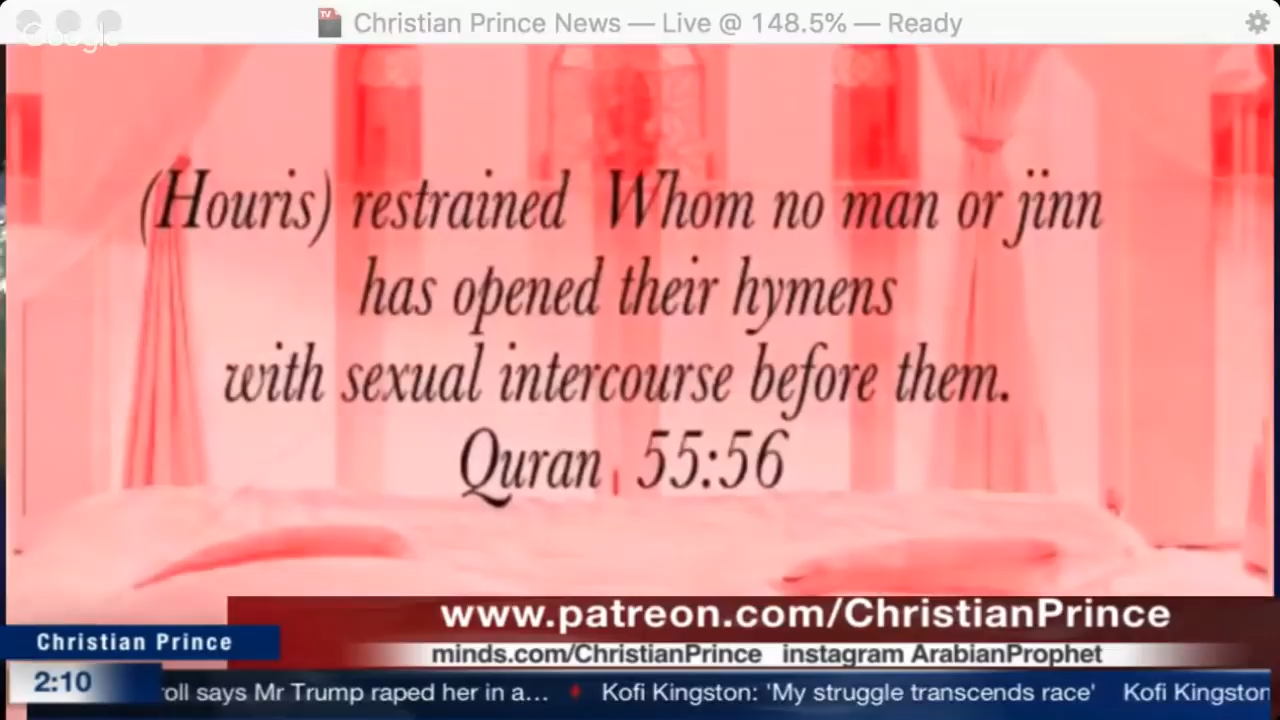 Christian Prince News — Live @ 148.5% — Ready
Google
(Houris) restrained Whom no man or jinn
has opened their hymens
with sexual intercourse before them.
Quran 55:56
www.patreon.com/ChristianPrince
Christian Prince
minds.com/ChristianPrince instagram ArabianProphet
2:10
roll says Mr Trump raped her in a... ♦ Kofi Kingston: 'My struggle transcends race' Kofi Kingston